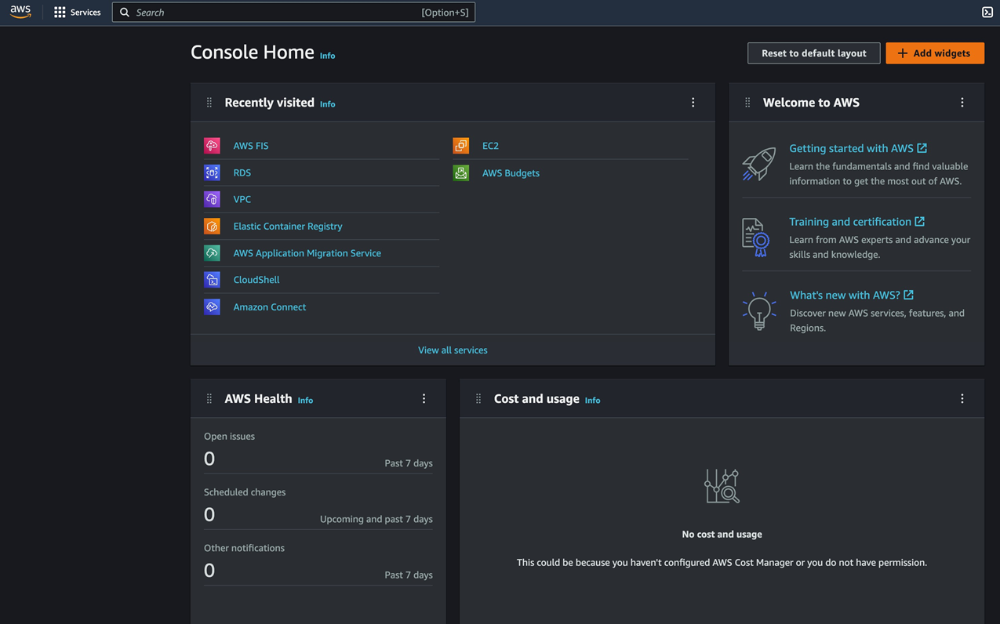 aws
Services
Search
[Option+S]
Console Home Info
Reset to default layout
Add widgets
Recently visited Info
AWS FIS
RDS
VPC
Elastic Container Registry
AWS Application Migration Service
CloudShell
Amazon Connect
EC2
AWS Budgets
View all services
Welcome to AWS
Getting started with AWS
Learn the fundamentals and find valuable
information to get the most out of AWS.
Training and certification
Learn from AWS experts and advance your
skills and knowledge.
What's new with AWS?
Discover new AWS services, features, and
Regions.
AWS Health Info
Open issues
0
Past 7 days
Scheduled changes
0
Upcoming and past 7 days
Other notifications
0
Past 7 days
Cost and usage Info
No cost and usage
This could be because you haven't configured AWS Cost Manager or you do not have permission.